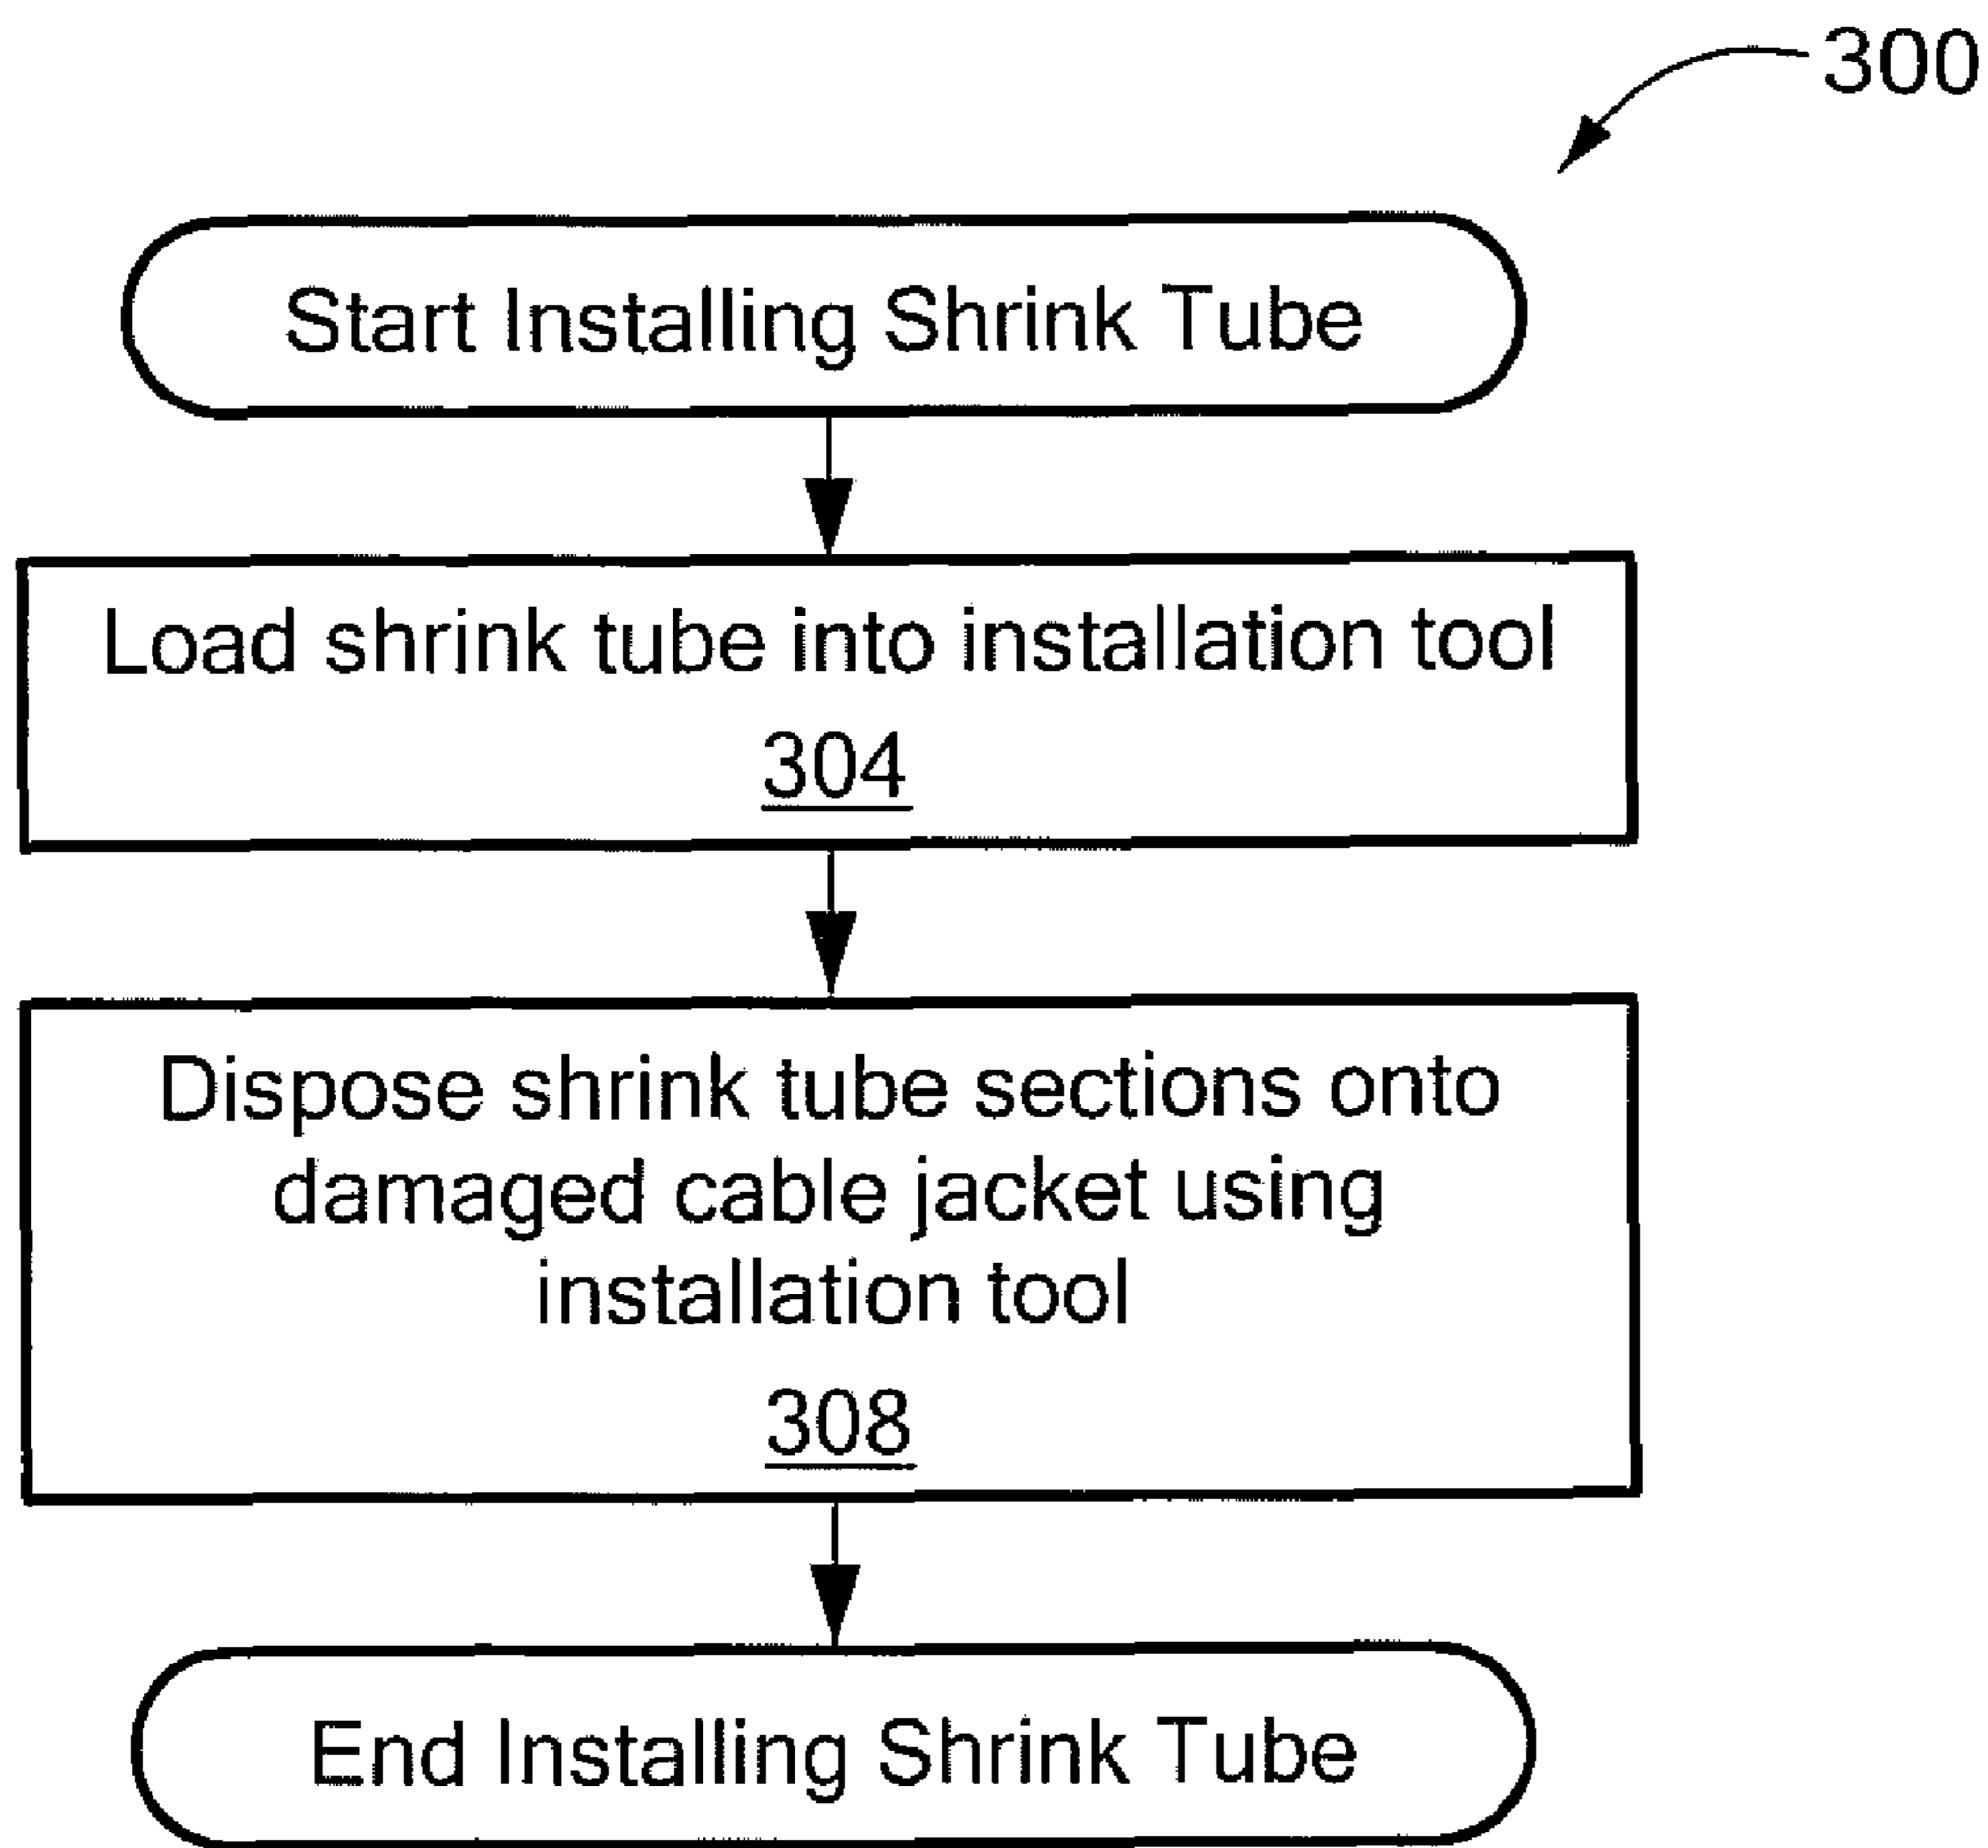 300
Start Installing Shrink Tube
Load shrink tube into installation tool
304
Dispose shrink tube sections onto
damaged cable jacket using
installation tool
308
End Installing Shrink Tube